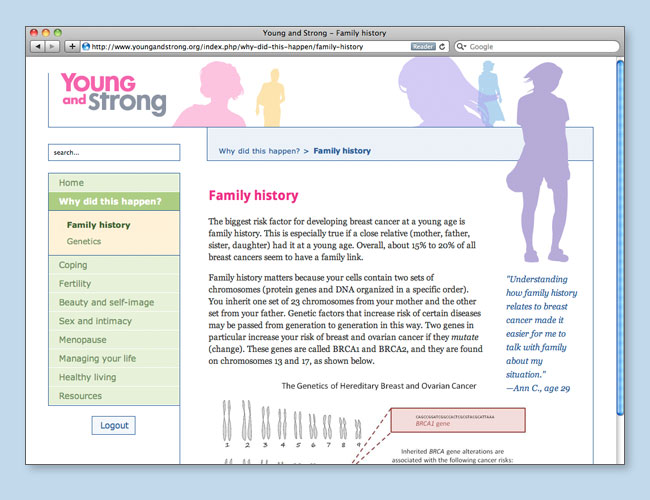 Young and Strong – Family history
http://www.youngandstrong.org/index.php/why-did-this-happen/family-history
Reader
Google
Young
and Strong
search...
Why did this happen? > Family history
Home
Why did this happen?
Family history
Genetics
Coping
Fertility
Beauty and self-image
Sex and intimacy
Menopause
Managing your life
Healthy living
Resources
Logout
Family history
The biggest risk factor for developing breast cancer at a young age is
family history. This is especially true if a close relative (mother, father,
sister, daughter) had it at a young age. Overall, about 15% to 20% of all
breast cancers seem to have a family link.
Family history matters because your cells contain two sets of
chromosomes (protein genes and DNA organized in a specific order).
You inherit one set of 23 chromosomes from your mother and the other
set from your father. Genetic factors that increase risk of certain diseases
may be passed from generation to generation in this way. Two genes in
particular increase your risk of breast and ovarian cancer if they mutate
(change). These genes are called BRCA1 and BRCA2, and they are found
on chromosomes 13 and 17, as shown below.
"Understanding
how family history
relates to breast
cancer made it
easier for me to
talk with family
about my
situation."
—Ann C., age 29
The Genetics of Hereditary Breast and Ovarian Cancer
1 2 3 4 5 6 7 8 9
BRCA1 gene
Inherited BRCA gene alterations are
associated with the following cancer risks: